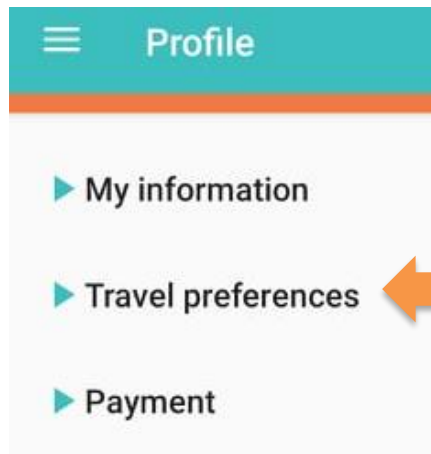 Profile
My information
Travel preferences
Payment